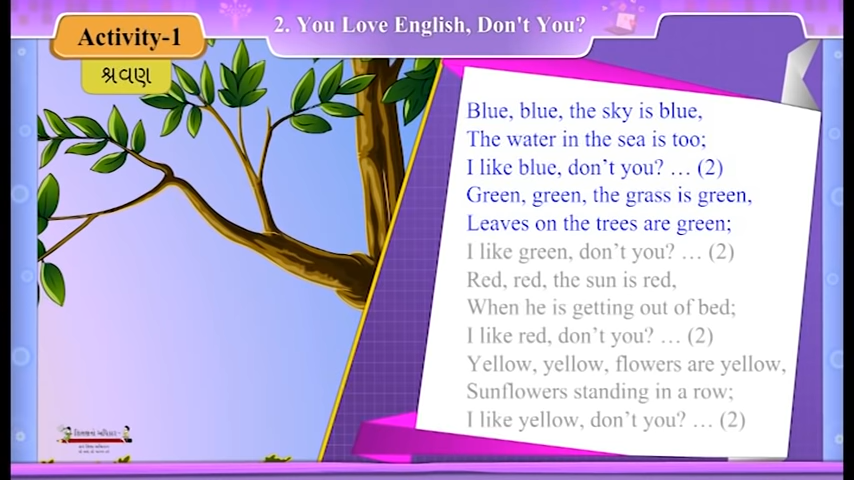 Activity-1
2. You Love English, Don't You?
શ્રવણ
Blue, blue, the sky is blue,
The water in the sea is too;
I like blue, don't you? … (2)
Green, green, the grass is green,
Leaves on the trees are green;
I like green, don't you? … (2)
Red, red, the sun is red,
When he is getting out of bed;
I like red, don't you? … (2)
Yellow, yellow, flowers are yellow,
Sunflowers standing in a row;
I like yellow, don't you? … (2)